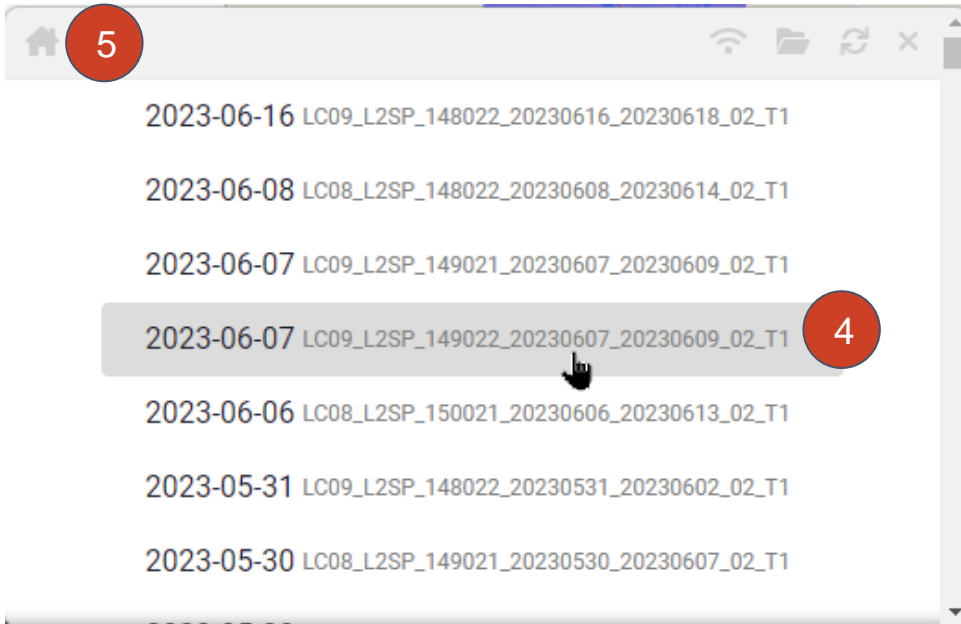 5
2023-06-16 LC09_L2SP_148022_20230616_20230618_02_T1
2023-06-08 LC08_L2SP_148022_20230608_20230614_02_T1
2023-06-07 LC09_L2SP_149021_20230607_20230609_02_T1
2023-06-07 LC09_L2SP_149022_20230607_20230609_02_T1 4
2023-06-06 LC08_L2SP_150021_20230606_20230613_02_T1
2023-05-31 LC09_L2SP_148022_20230531_20230602_02_T1
2023-05-30 LC08_L2SP_149021_20230530_20230607_02_T1